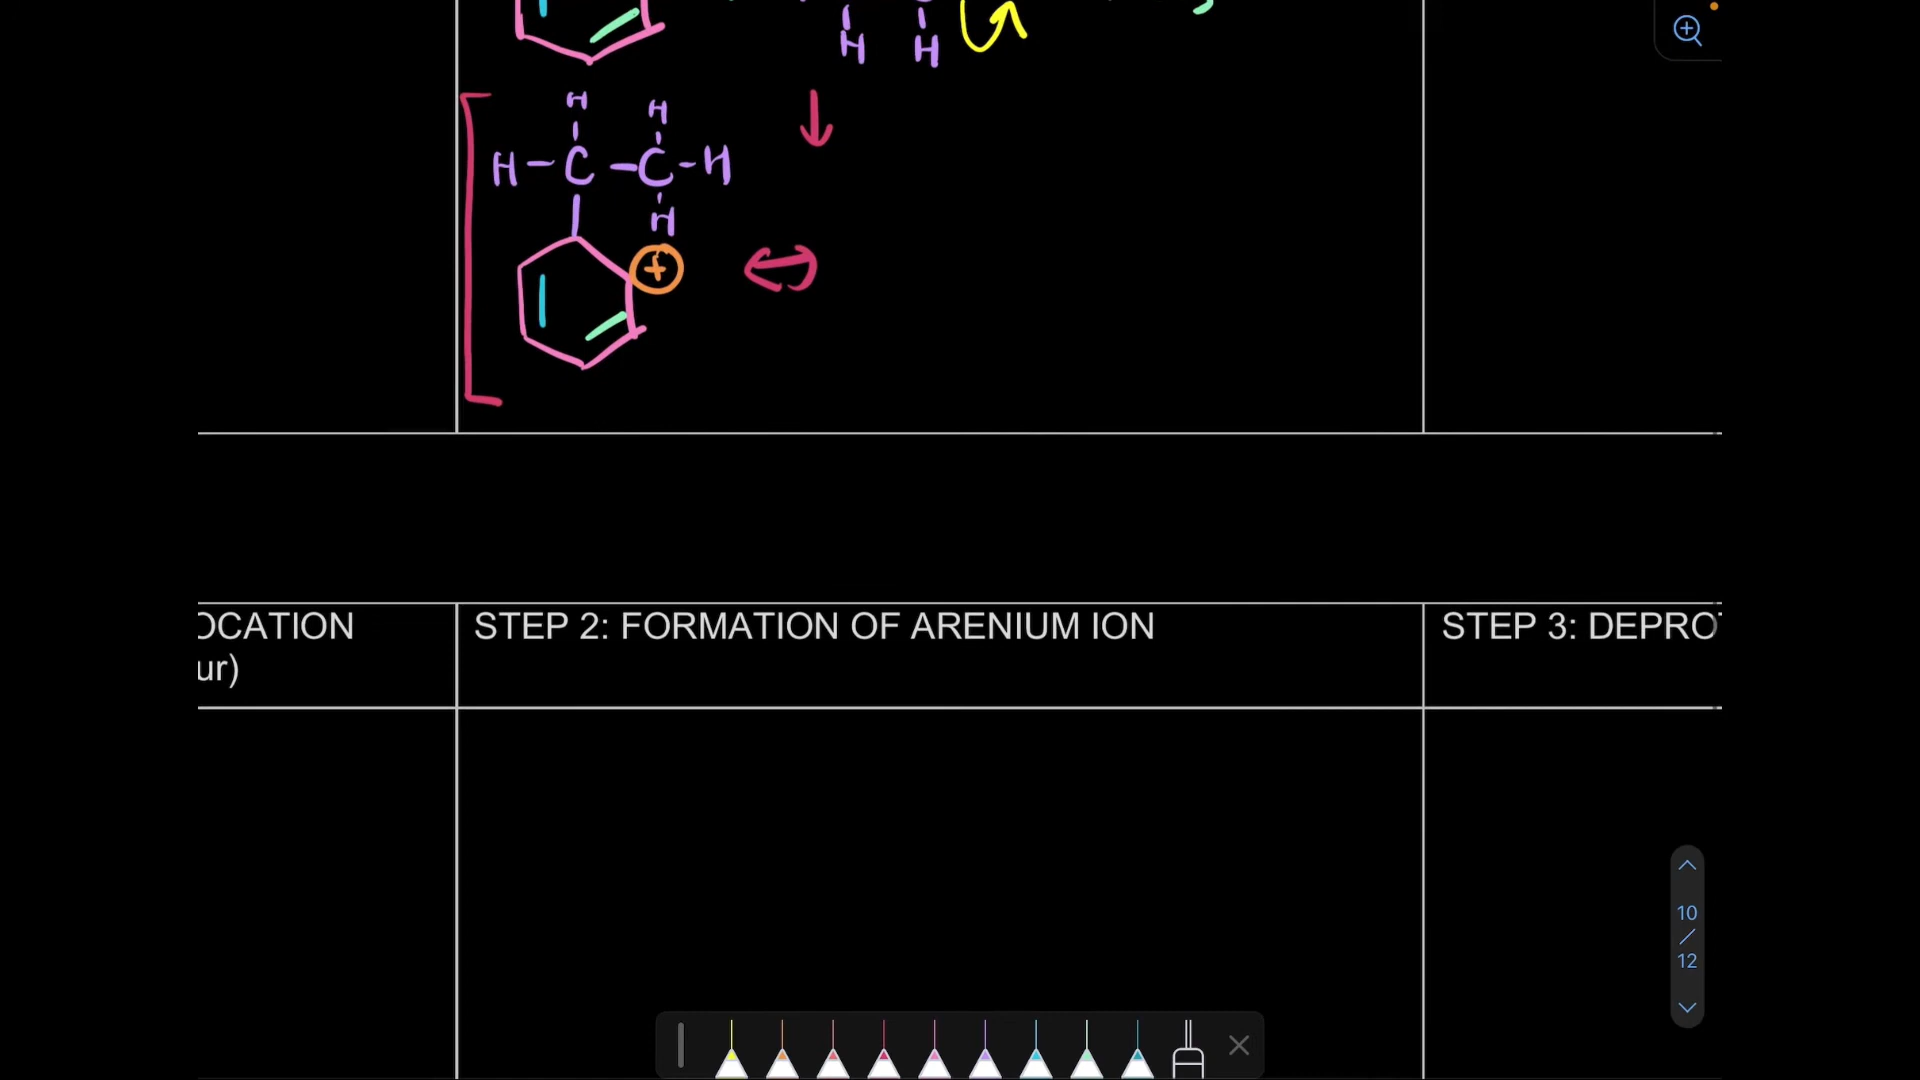 H H
H H
H-C-C-H
H
+
OCATION
ur)
STEP 2: FORMATION OF ARENIUM ION
STEP 3: DEPRO
10
/
12